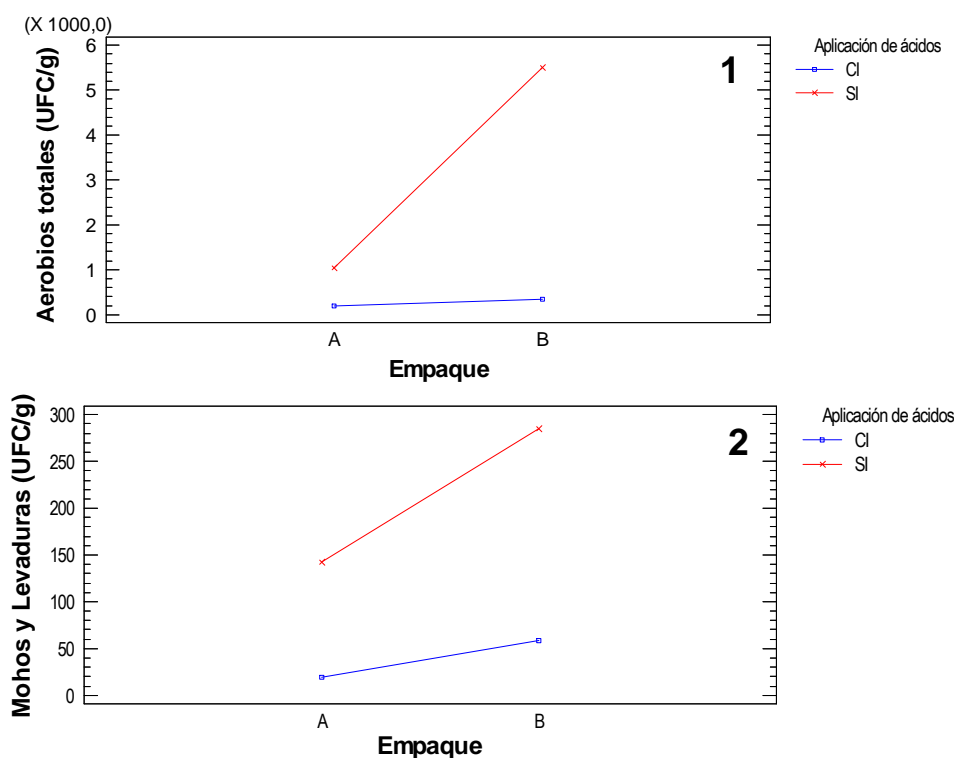 (X 1000,0)
Aerobios totales (UFC/g)
6
5
4
3
2
1
0
A
B
Empaque
1
Aplicación de ácidos
CI
SI
Mohos y Levaduras (UFC/g)
300
250
200
150
100
50
0
A
B
Empaque
2
Aplicación de ácidos
CI
SI